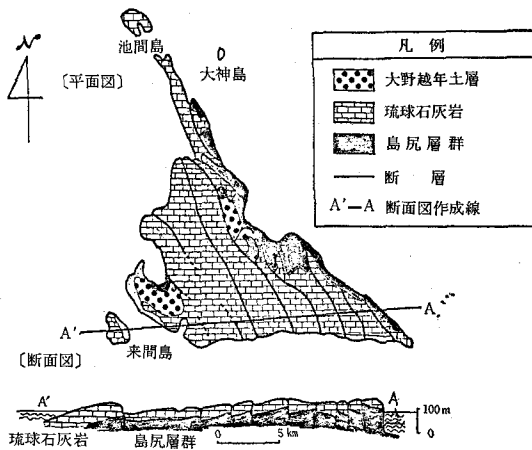 N
池間島
大神島
〔平面図〕
凡例
大野越年土層
琉球石灰岩
島尻層群
断層
A'—A 断面図作成線
A
A'
来間島
〔断面図〕
A'
A
100m
0
琉球石灰岩
島尻層群
0 5km